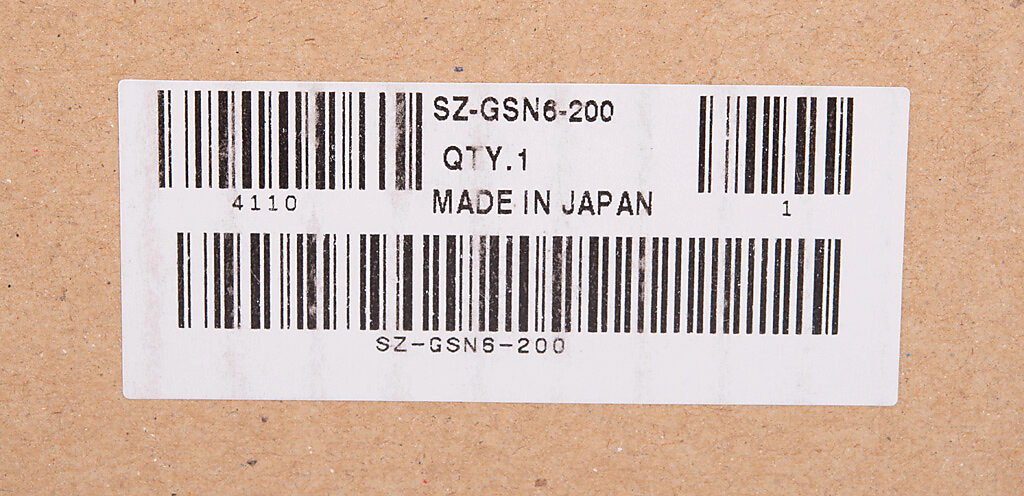 SZ-GSN6-200
QTY.1
4110
MADE IN JAPAN
1
SZ-GSN6-200